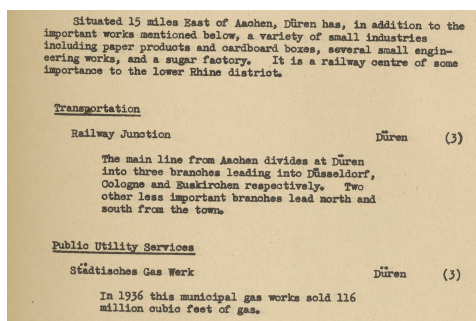 Situated 15 miles East of Aachen, Düren has, in addition to the
important works mentioned below, a variety of small industries
including paper products and cardboard boxes, several small engin-
eering works, and a sugar factory. It is a railway centre of some
importance to the lower Rhine district.
Transportation
Railway Junction Düren (3)
The main line from Aachen divides at Düren
into three branches leading into Düsseldorf,
Cologne and Euskirchen respectively. Two
other less important branches lead north and
south from the town.
Public Utility Services
Städtisches Gas Werk Düren (3)
In 1936 this municipal gas works sold 116
million cubic feet of gas.